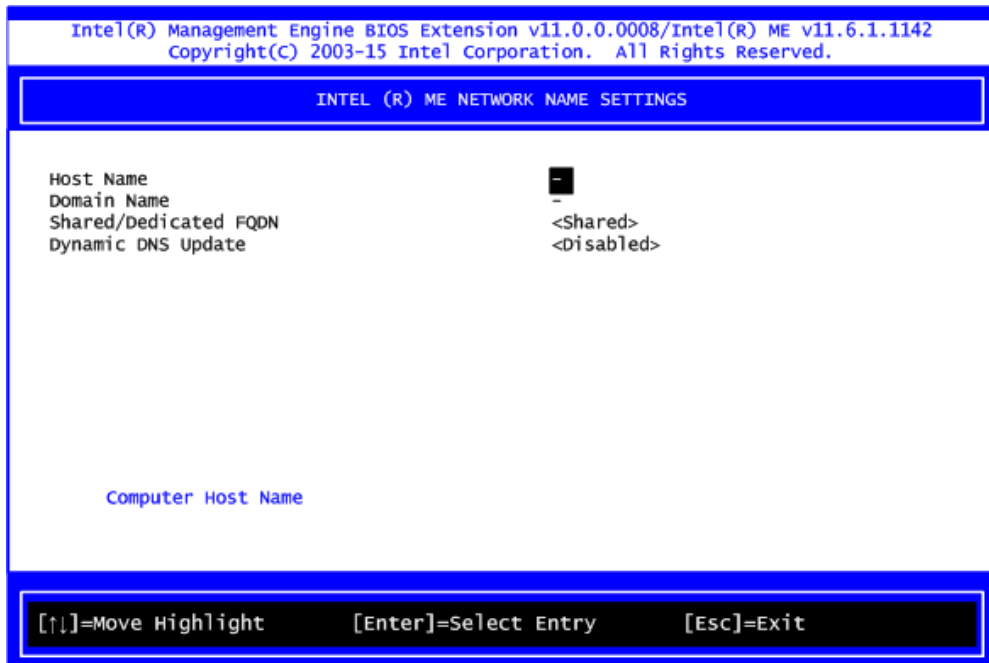 Intel(R) Management Engine BIOS Extension v11.0.0.0008/Intel(R) ME v11.6.1.1142
Copyright(C) 2003-15 Intel Corporation. All Rights Reserved.
INTEL (R) ME NETWORK NAME SETTINGS
Host Name -
Domain Name -
Shared/Dedicated FQDN <Shared>
Dynamic DNS Update <Disabled>
Computer Host Name
[↑↓]=Move Highlight [Enter]=Select Entry [Esc]=Exit